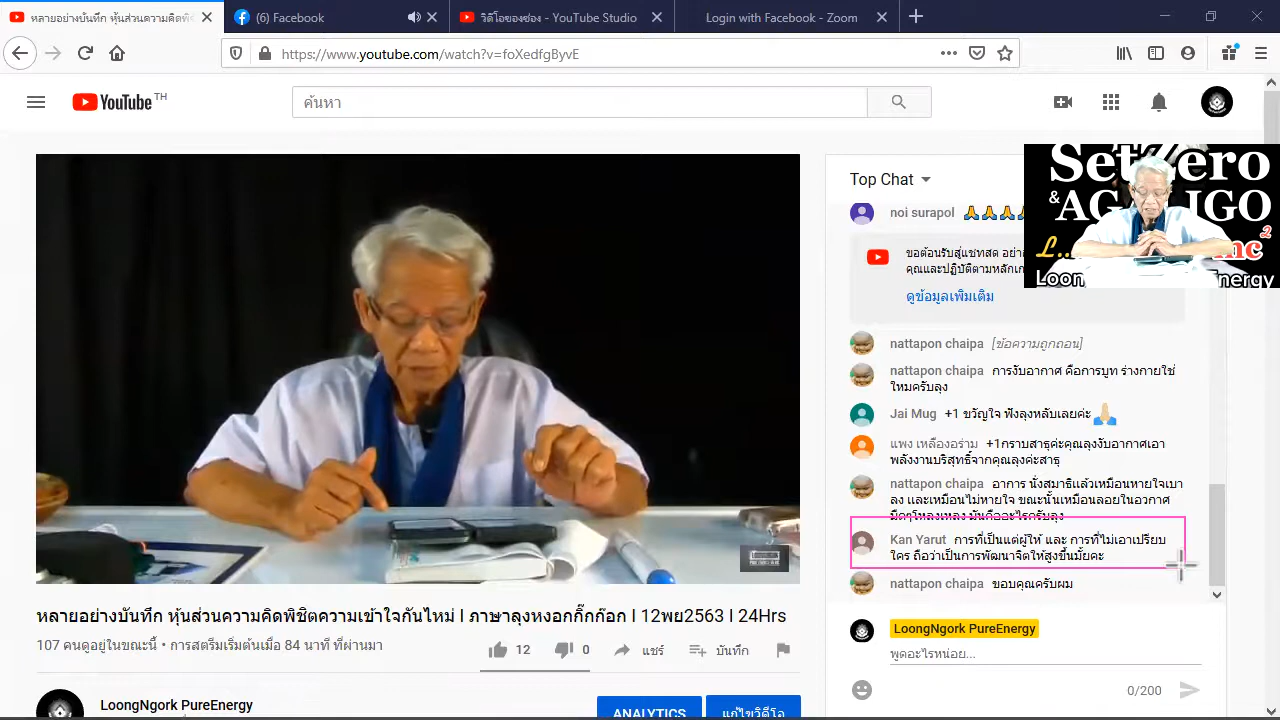 หลายอย่างบันทึก หุ้นส่วนความคิดพิ
(6) Facebook
วิดีโอของช่อง - YouTube Studio
Login with Facebook - Zoom
https://www.youtube.com/watch?v=foXedfgByvE
YouTube TH
ค้นหา
Top Chat
SetZero
&
L..
nc2
Loon
nergy
noi surapol
ดูข้อมูลเพิ่มเติม
nattapon chaipa [ข้อความถูกถอน]
nattapon chaipa การงับอากาศ คือการบูท ร่างกายใช่
ใหมครับลุง
Jai Mug +1 ขวัญใจ ฟังลุงหลับเลยค่ะ
แพง เหลืองอร่าม +1กราบสาธุค่ะคุณลุงงับอากาศเอา
พลังงานบริสุทธิ์จากคุณลุงค่ะสาธุ
nattapon chaipa อาการ นั่งสมาธิแล้วเหมือนหายใจเบา
ลง และเหมือนไม่หายใจ ขณะนั้นเหมือนลอยในอวกาศ
มืดๆโหลงเหลง มันคืออะไรครับลุง
Kan Yarut การที่เป็นแต่ผู้ให้ และ การที่ไม่เอาเปรียบ
ใคร ถือว่าเป็นการพัฒนาจิตให้สูงขึ้นมั้ยคะ
nattapon chaipa ขอบคุณครับผม
LoongNgork PureEnergy
พูดอะไรหน่อย...
0/200
หลายอย่างบันทึก หุ้นส่วนความคิดพิชิตความเข้าใจกันไหม่ l ภาษาลุงหงอกกิ๊กก๊อก l 12พย2563 l 24Hrs
107 คนดูอยู่ในขณะนี้ • การสตรีมเริ่มต้นเมื่อ 84 นาที ที่ผ่านมา
12
0
แชร์
บันทึก
LoongNgork PureEnergy
ANALYTICS
แก้ไขวิดีโอ